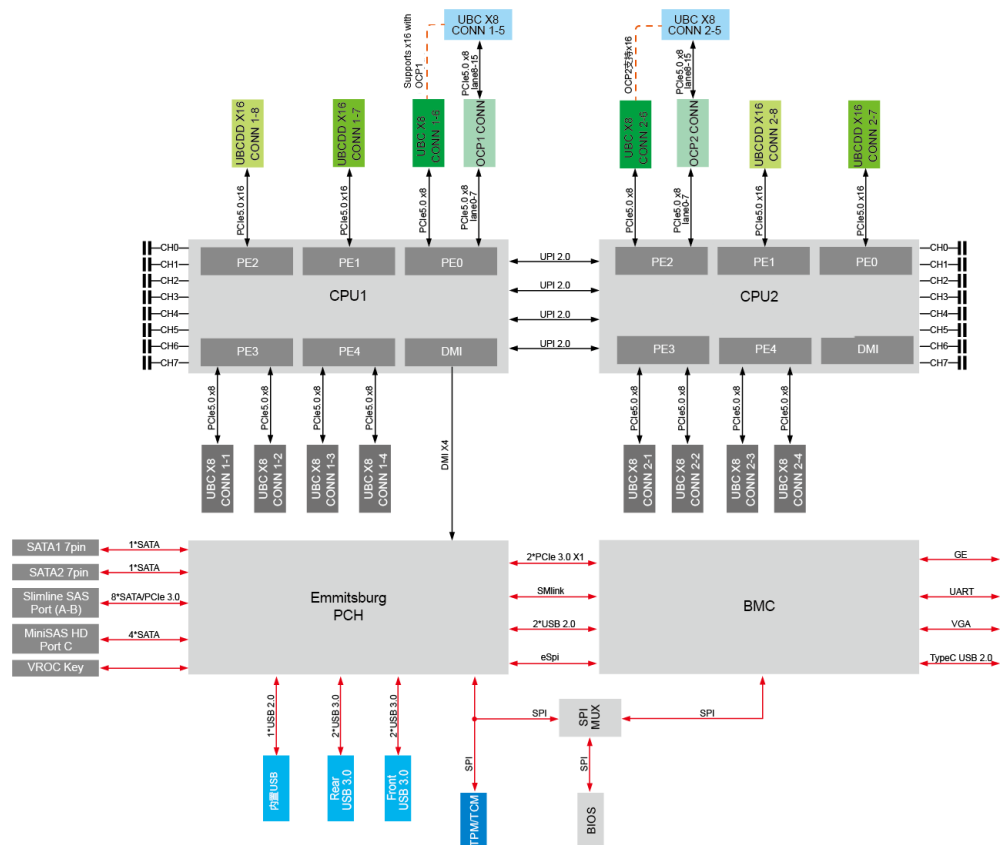 UBC X8
CONN 1-5
UBC X8
CONN 2-5
Supports x16 with
OCP1
PCIe5.0 x8
lane8-15
OCP2支持x16
PCIe5.0 x8
lane8-15
UBCDD X16
CONN 1-8
UBCDD X16
CONN 1-7
UBC X8
CONN 1-6
OCP1 CONN
UBC X8
CONN 2-6
OCP2 CONN
UBCDD X16
CONN 2-8
UBCDD X16
CONN 2-7
PCIe5.0 x16
PCIe5.0 x16
PCIe5.0 x8
PCIe5.0 x8
lane0-7
PCIe5.0 x8
PCIe5.0 x8
lane0-7
PCIe5.0 x16
PCIe5.0 x16
CH0
CH1
CH2
CH3
CH4
CH5
CH6
CH7
PE2
PE1
PE0
CPU1
PE3
PE4
DMI
UPI 2.0
UPI 2.0
UPI 2.0
UPI 2.0
PE2
PE1
PE0
CPU2
PE3
PE4
DMI
CH0
CH1
CH2
CH3
CH4
CH5
CH6
CH7
PCIe5.0 x8
PCIe5.0 x8
PCIe5.0 x8
PCIe5.0 x8
DMI X4
PCIe5.0 x8
PCIe5.0 x8
PCIe5.0 x8
PCIe5.0 x8
UBC X8
CONN 1-1
UBC X8
CONN 1-2
UBC X8
CONN 1-3
UBC X8
CONN 1-4
UBC X8
CONN 2-1
UBC X8
CONN 2-2
UBC X8
CONN 2-3
UBC X8
CONN 2-4
SATA1 7pin
1*SATA
SATA2 7pin
1*SATA
Slimline SAS
Port (A-B)
8*SATA/PCIe 3.0
MiniSAS HD
Port C
4*SATA
VROC Key
Emmitsburg
PCH
2*PCIe 3.0 X1
SMlink
2*USB 2.0
eSpi
BMC
GE
UART
VGA
TypeC USB 2.0
1*USB 2.0
2*USB 3.0
2*USB 3.0
SPI
SPI
SPI
MUX
SPI
SPI
内置USB
Rear
USB 3.0
Front
USB 3.0
TPM/TCM
BIOS